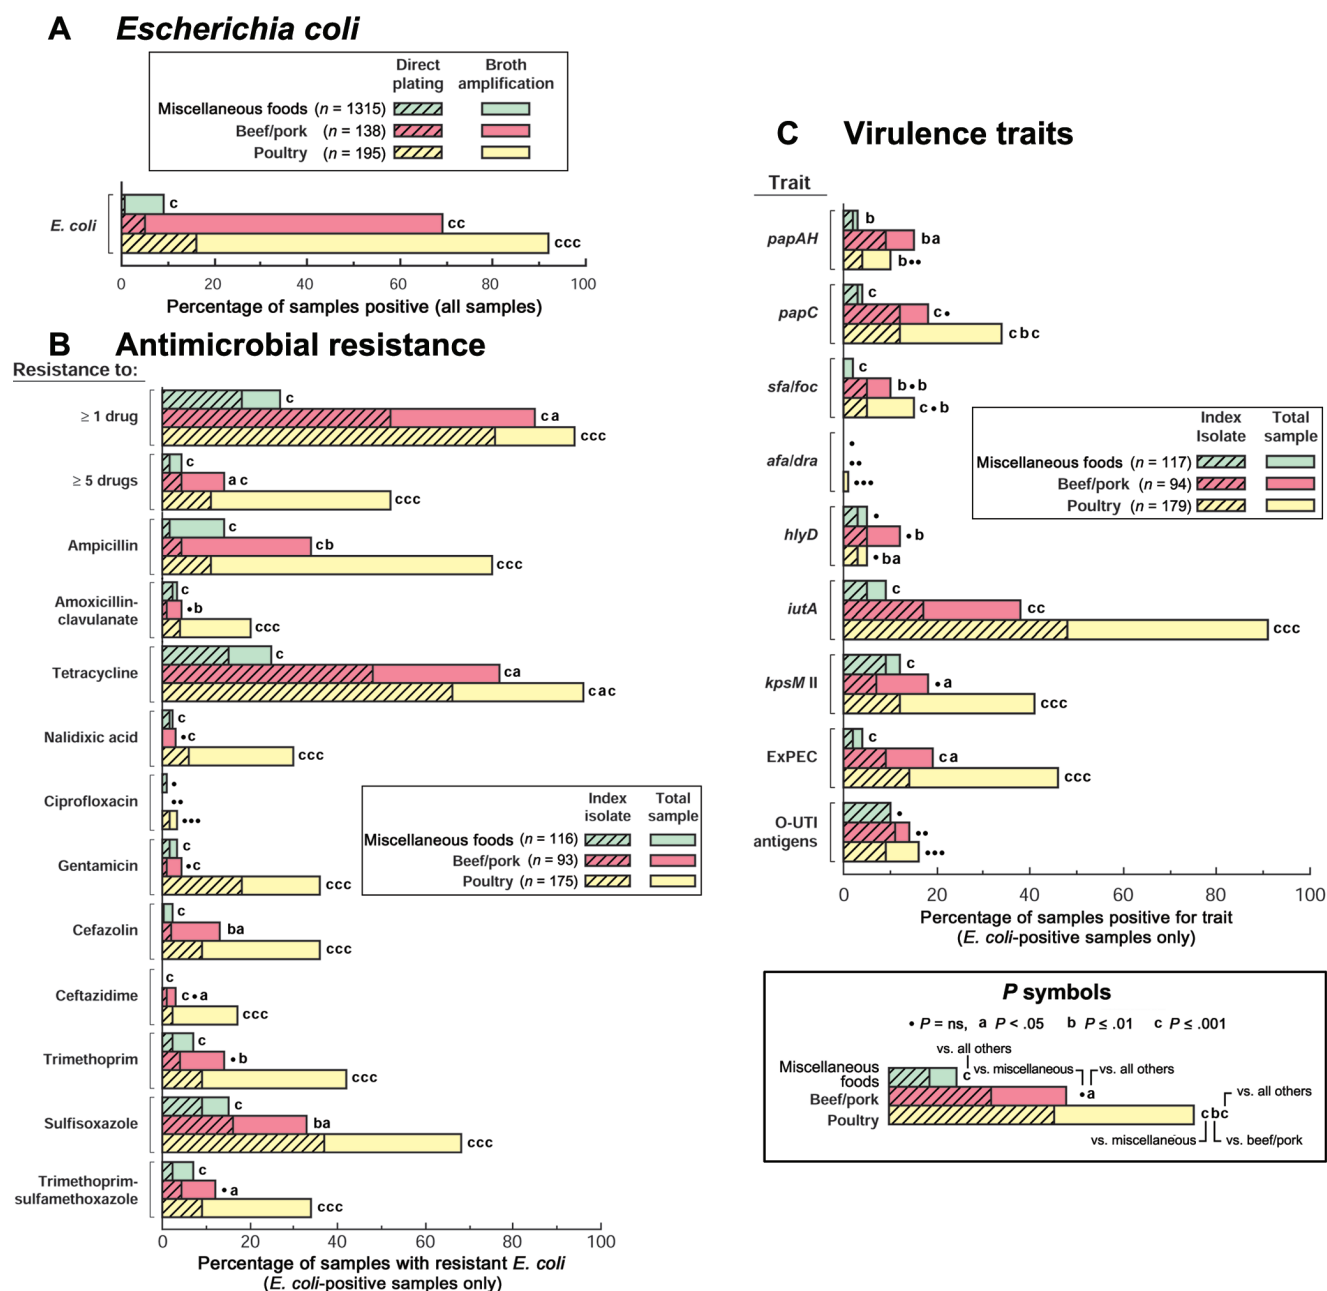 A Escherichia coli
Direct plating Broth amplification
Miscellaneous foods (n = 1315)
Beef/pork (n = 138)
Poultry (n = 195)
E. coli
c
cc
ccc
0 20 40 60 80 100
Percentage of samples positive (all samples)
B Antimicrobial resistance
Resistance to:
≥ 1 drug
c
c a
ccc
≥ 5 drugs
c
a c
ccc
Ampicillin
c
c b
ccc
Amoxicillin-
clavulanate
c
•b
ccc
Tetracycline
c
c a
c a c
Nalidixic acid
c
•c
ccc
Ciprofloxacin
•
••
•••
Gentamicin
c
•c
ccc
Cefazolin
c
ba
ccc
Ceftazidime
c
c•a
ccc
Trimethoprim
c
•b
ccc
Sulfisoxazole
c
ba
ccc
Trimethoprim-
sulfamethoxazole
c
•a
ccc
0 20 40 60 80 100
Percentage of samples with resistant E. coli
(E. coli-positive samples only)
Index isolate Total sample
Miscellaneous foods (n = 116)
Beef/pork (n = 93)
Poultry (n = 175)
C Virulence traits
Trait
papAH
b
ba
b••
papC
c
c•
c b c
sfa/foc
c
b•b
c•b
afa/dra
•
••
•••
hlyD
•
•b
•ba
iutA
c
cc
ccc
kpsM II
c
•a
ccc
ExPEC
c
c a
ccc
O-UTI
antigens
•
••
•••
0 20 40 60 80 100
Percentage of samples positive for trait
(E. coli-positive samples only)
Index Isolate Total sample
Miscellaneous foods (n = 117)
Beef/pork (n = 94)
Poultry (n = 179)
P symbols
• P = ns, a P < .05 b P ≤ .01 c P ≤ .001
vs. all others
Miscellaneous
foods
c
vs. miscellaneous vs. all others
Beef/pork
•a
vs. all others
Poultry
cbc
vs. miscellaneous vs. beef/pork